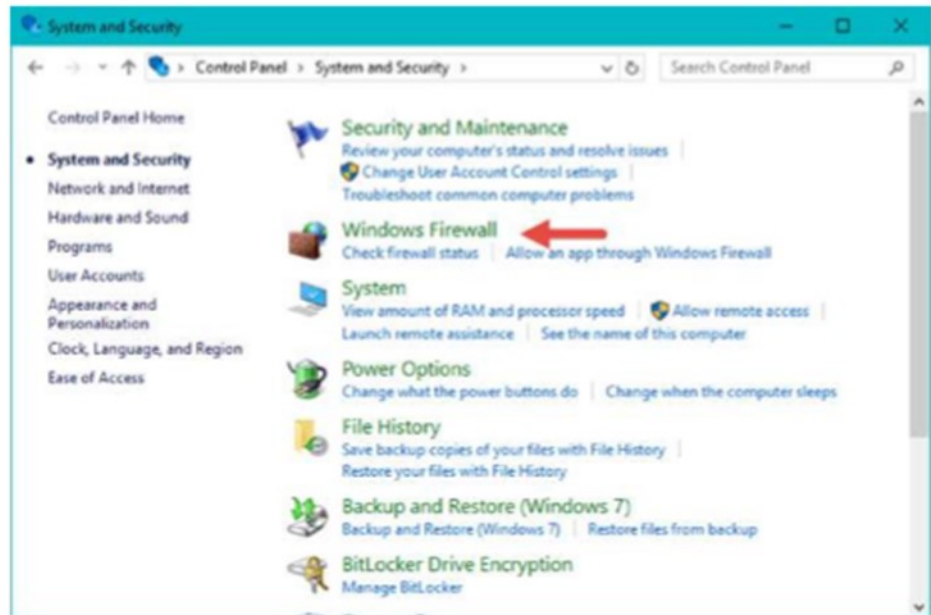 System and Security
Control Panel > System and Security >
Search Control Panel
Control Panel Home
System and Security
Network and Internet
Hardware and Sound
Programs
User Accounts
Appearance and
Personalization
Clock, Language, and Region
Ease of Access
Security and Maintenance
Review your computer's status and resolve issues
Change User Account Control settings
Troubleshoot common computer problems
Windows Firewall
Check firewall status
Allow an app through Windows Firewall
System
View amount of RAM and processor speed
Allow remote access
Launch remote assistance
See the name of this computer
Power Options
Change what the power buttons do
Change when the computer sleeps
File History
Save backup copies of your files with File History
Restore your files with File History
Backup and Restore (Windows 7)
Backup and Restore (Windows 7)
Restore files from backup
BitLocker Drive Encryption
Manage BitLocker